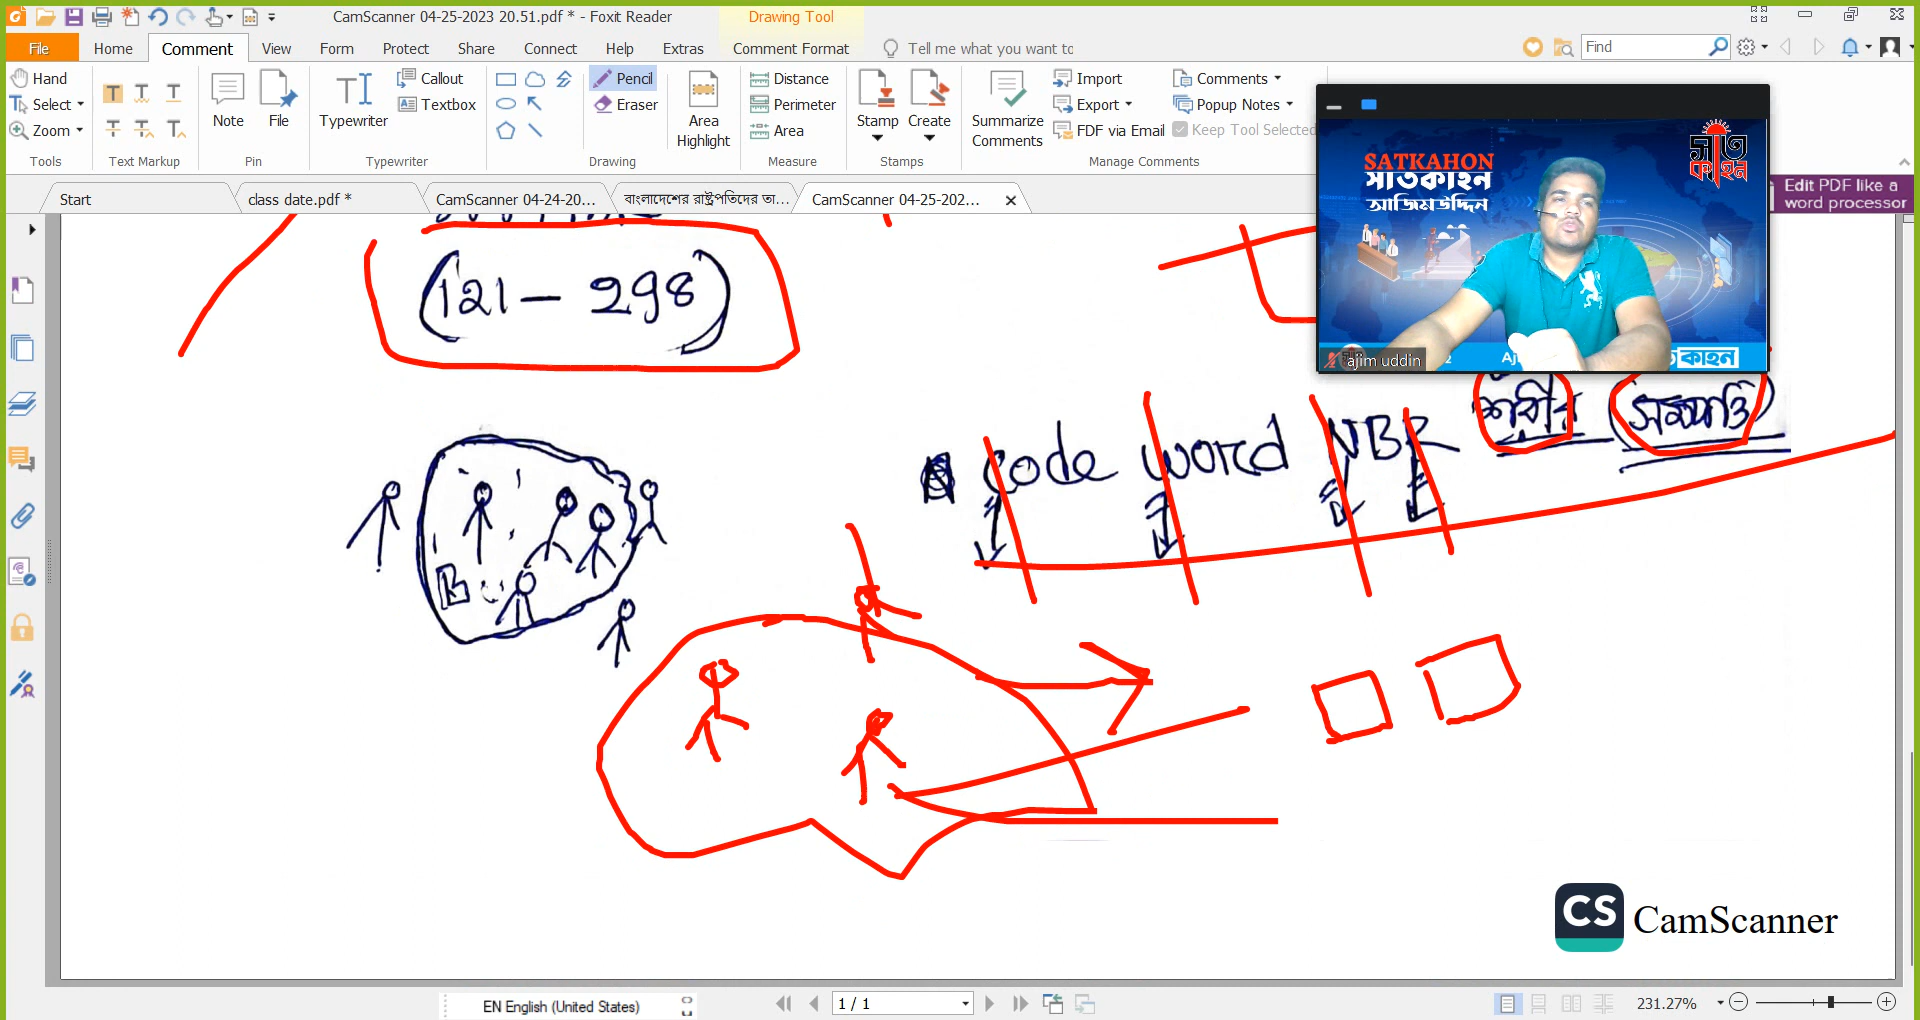 CamScanner 04-25-2023 20.51.pdf * - Foxit Reader
Drawing Tool
File Home Comment View Form Protect Share Connect Help Extras Comment Format Tell me what you want to Find
Hand
Select
Zoom
Tools
Text Markup
Note
File
Pin
Typewriter
Typewriter
Callout
Textbox
Pencil
Eraser
Drawing
Area
Highlight
Distance
Perimeter
Area
Measure
Stamp
Create
Stamps
Summarize
Comments
Import
Export
FDF via Email
Comments
Popup Notes
Keep Tool Selected
Manage Comments
Start
class date.pdf *
CamScanner 04-24-20...
বাংলাদেশের রাষ্ট্রপতিদের তা...
CamScanner 04-25-202...
Edit PDF like a
word processor
SATKAHON
সাতকাহন
আজিমউদ্দিন
সাত
কাহন
ajim uddin
কাহন
(121 – 298)
Code word NBR
B
CS CamScanner
EN English (United States)
1 / 1
231.27%